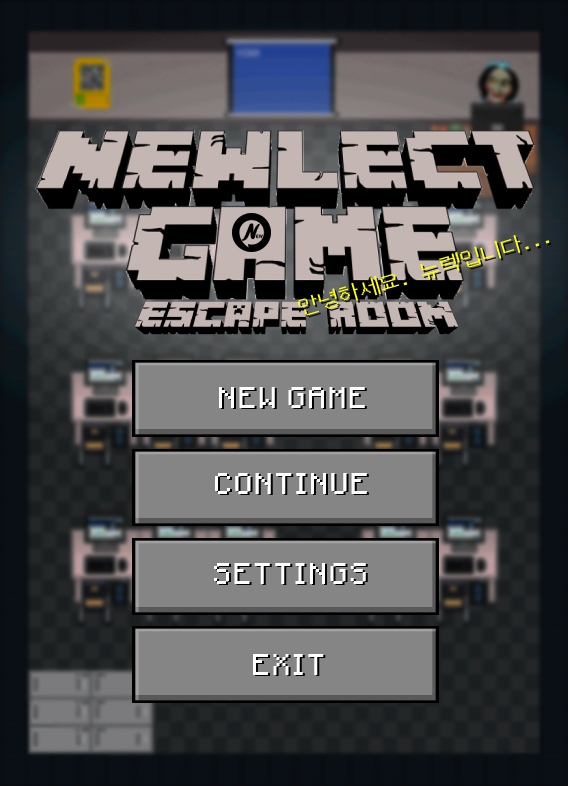 NEWLECT
GAME
안녕하세요. 뉴렉입니다...
ESCAPE ROOM
NEW GAME
CONTINUE
SETTINGS
EXIT